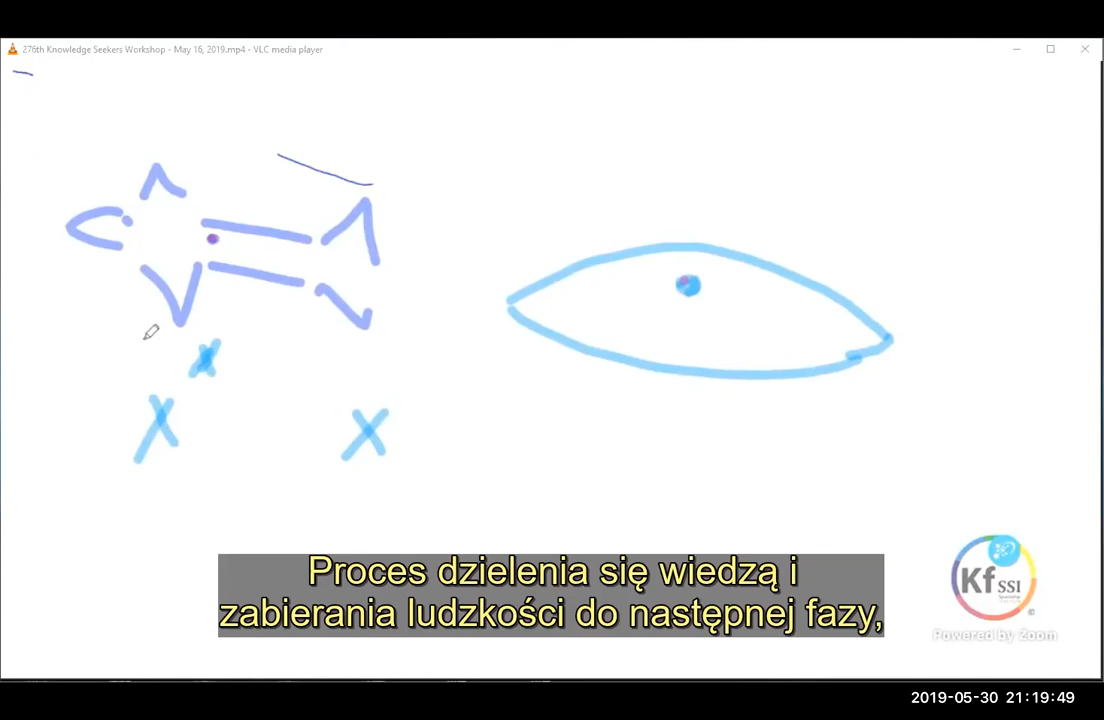 276th Knowledge Seekers Workshop - May 16, 2019.mp4 - VLC media player
X
X X
Proces dzielenia się wiedzą i
zabierania ludzkości do następnej fazy,
Kf SSI
Powered by Zoom
2019-05-30 21:19:49